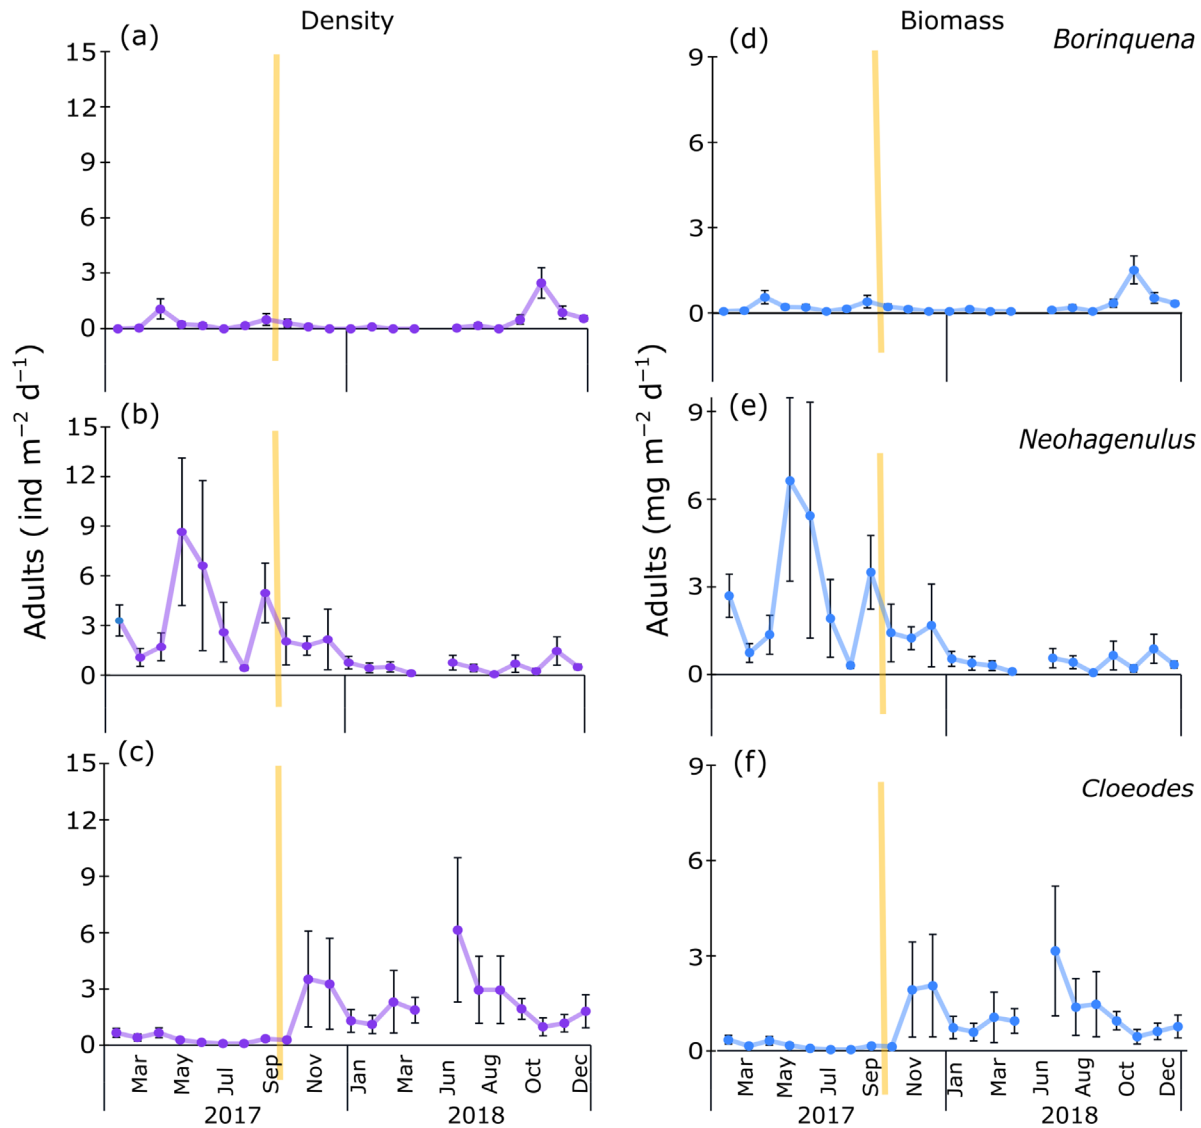 Density
Biomass
(a)
15
12
9
6
3
0
(d)
Borinquena
9
6
3
0
Adults ( ind m−2 d−1)
Adults (mg m−2 d−1)
(b)
15
12
9
6
3
0
(e)
Neohagenulus
9
6
3
0
(c)
15
12
9
6
3
0
Mar May Jul Sep Nov Jan Mar Jun Aug Oct Dec
2017 2018
(f)
Cloeodes
9
6
3
0
Mar May Jul Sep Nov Jan Mar Jun Aug Oct Dec
2017 2018